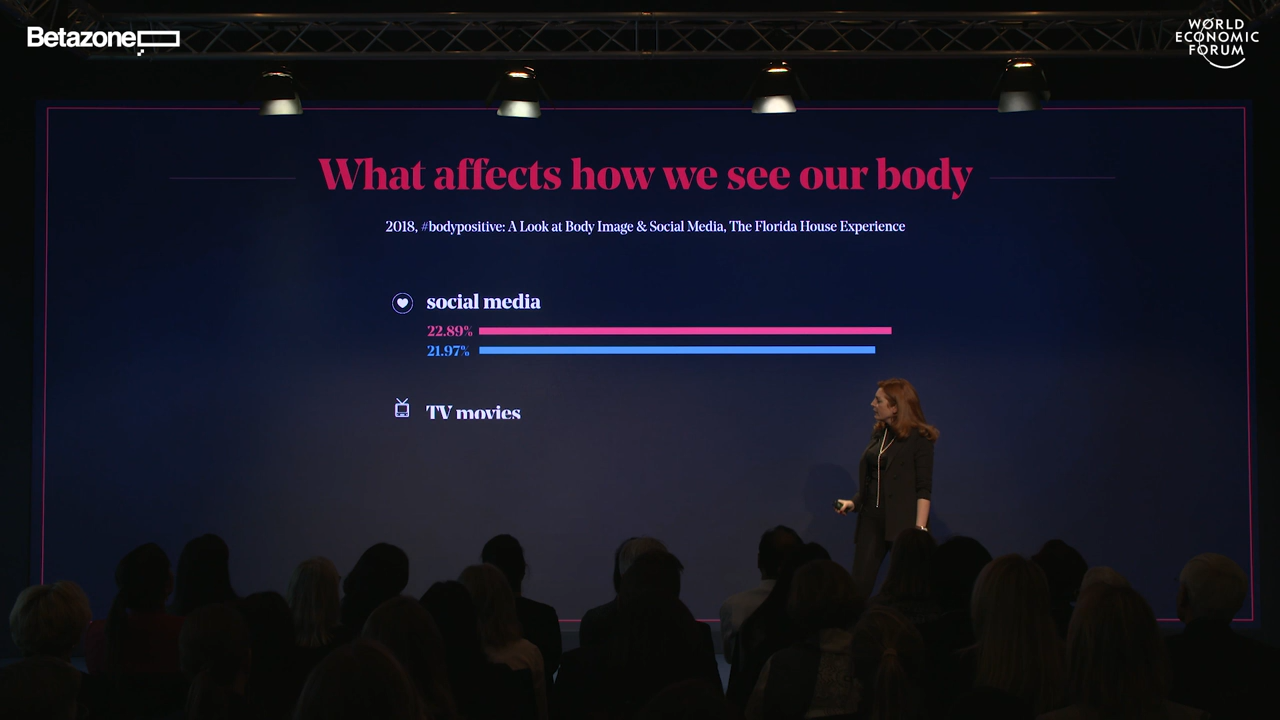 Betazone
WORLD
ECONOMIC
FORUM
What affects how we see our body
2018, #bodypositive: A Look at Body Image & Social Media, The Florida House Experience
social media
22.89%
21.97%
TV movies